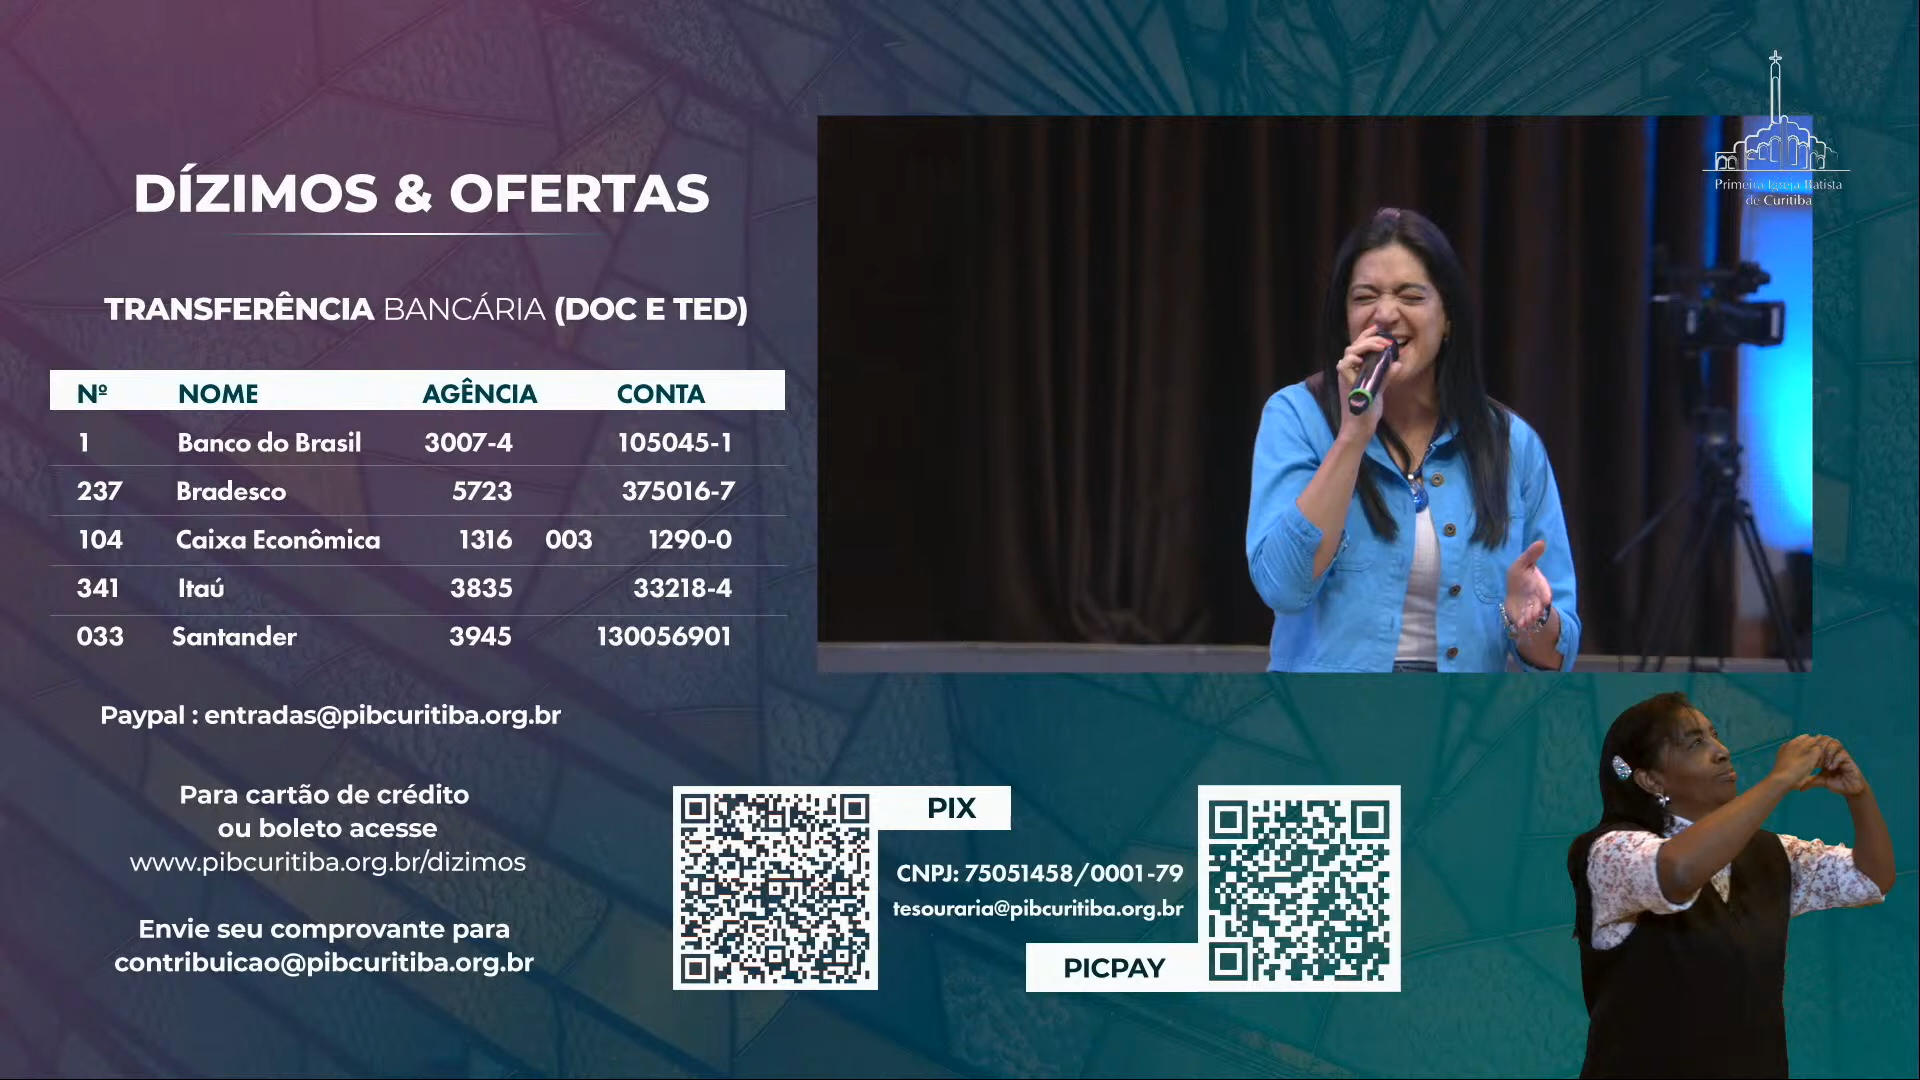 DÍZIMOS & OFERTAS
TRANSFERÊNCIA BANCÁRIA (DOC E TED)
Nº NOME AGÊNCIA CONTA
1 Banco do Brasil 3007-4 105045-1
237 Bradesco 5723 375016-7
104 Caixa Econômica 1316 003 1290-0
341 Itaú 3835 33218-4
033 Santander 3945 130056901
Paypal : entradas@pibcuritiba.org.br
Para cartão de crédito
ou boleto acesse
www.pibcuritiba.org.br/dizimos
Envie seu comprovante para
contribuicao@pibcuritiba.org.br
PIX
CNPJ: 75051458/0001-79
tesouraria@pibcuritiba.org.br
PICPAY
Primeira Igreja Batista
de Curitiba